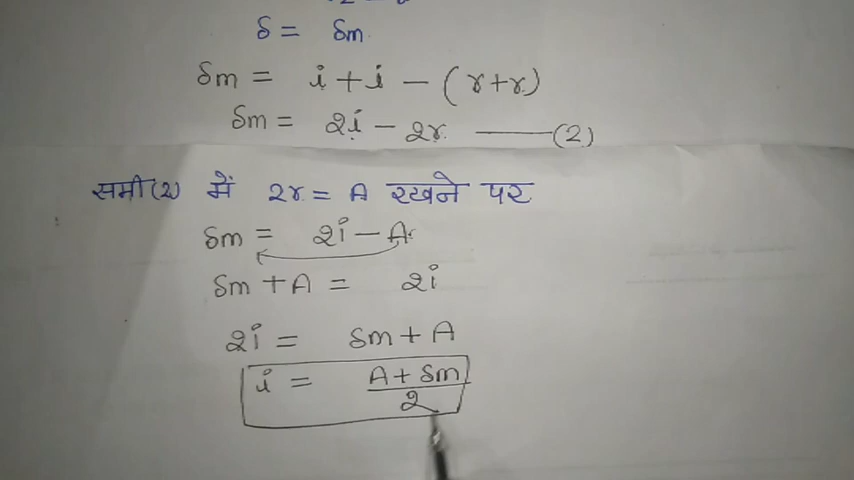 δ = δm
δm = i + i - (r+r)
δm = 2i - 2r ——(2)
समी(2) में 2r = A रखने पर
δm = 2i - A
δm + A = 2i
2i = δm + A
i = A + δm / 2